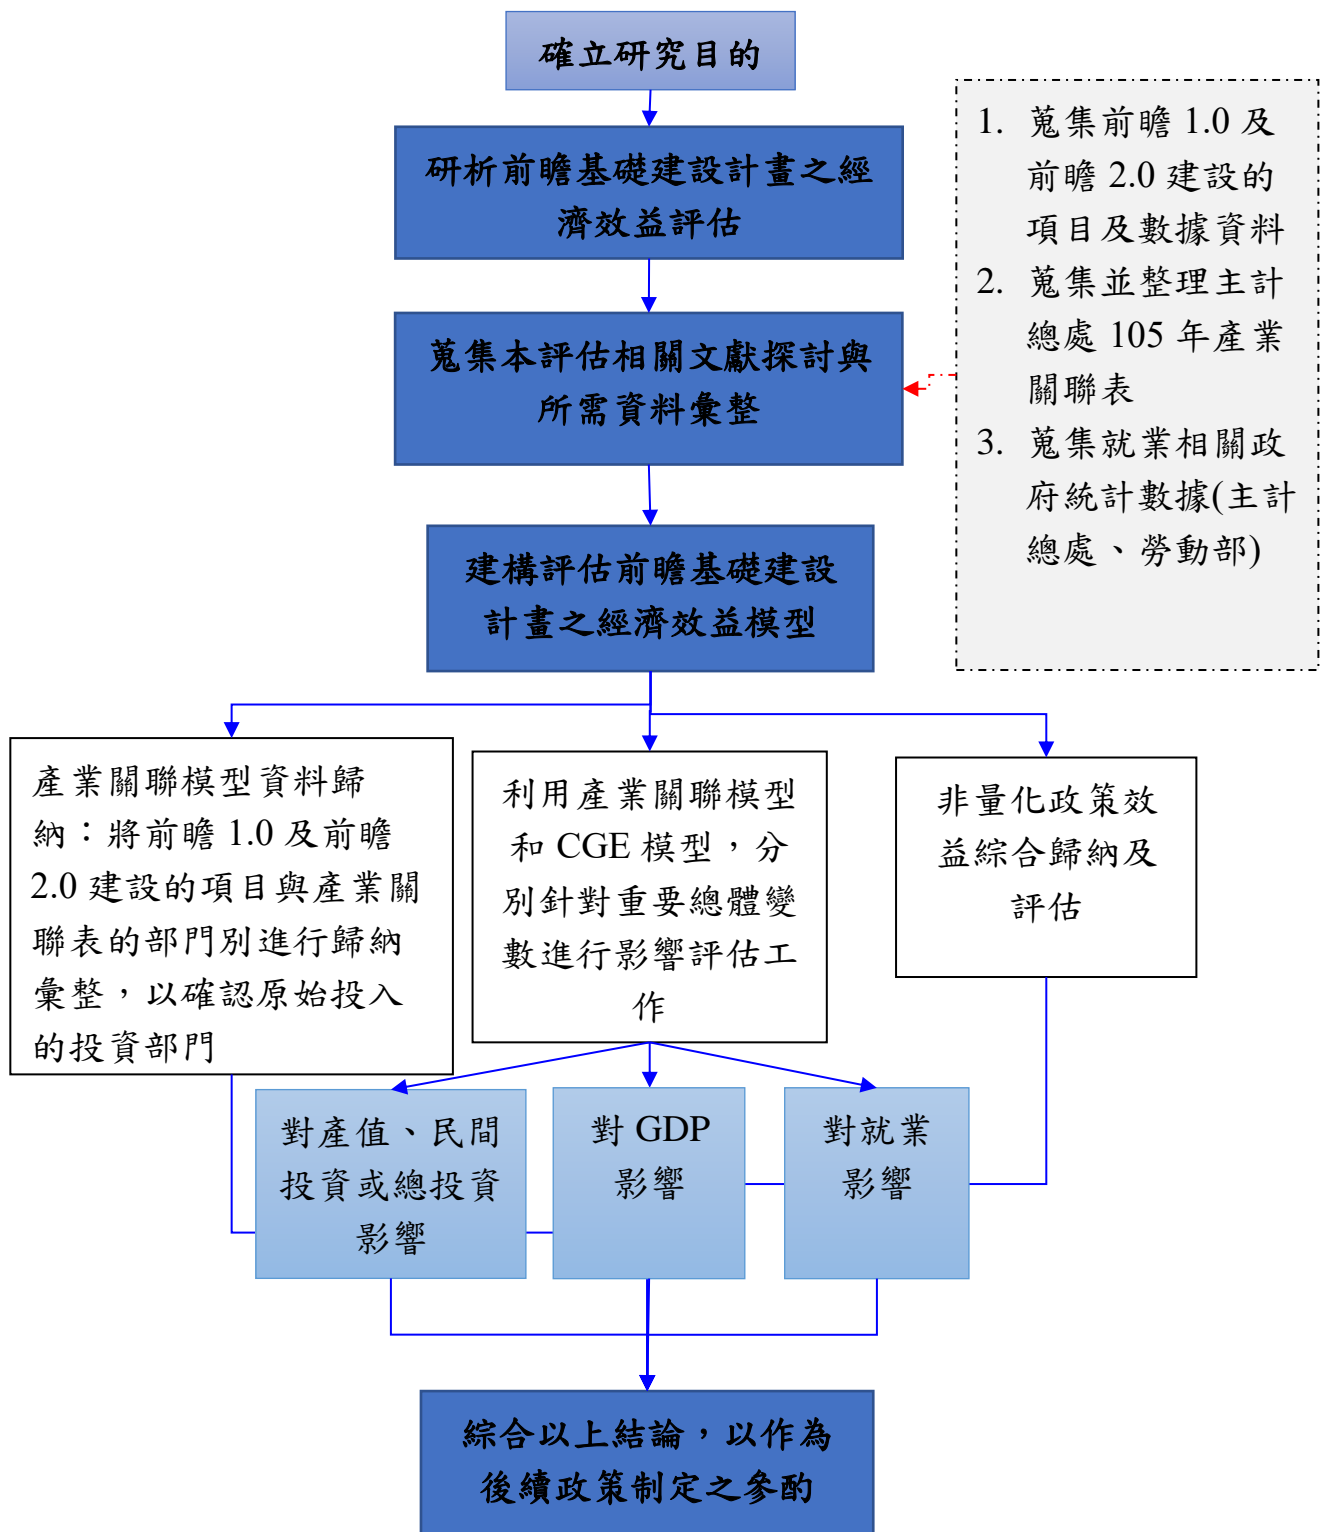 確立研究目的
研析前瞻基礎建設計畫之經
濟效益評估
蒐集本評估相關文獻探討與
所需資料彙整
1. 蒐集前瞻 1.0 及
前瞻 2.0 建設的
項目及數據資料
2. 蒐集並整理主計
總處 105 年產業
關聯表
3. 蒐集就業相關政
府統計數據(主計
總處、勞動部)
建構評估前瞻基礎建設
計畫之經濟效益模型
產業關聯模型資料歸
納：將前瞻 1.0 及前瞻
2.0 建設的項目與產業關
聯表的部門別進行歸納
彙整，以確認原始投入
的投資部門
利用產業關聯模型
和 CGE 模型，分
別針對重要總體變
數進行影響評估工
作
非量化政策效
益綜合歸納及
評估
對產值、民間
投資或總投資
影響
對 GDP
影響
對就業
影響
綜合以上結論，以作為
後續政策制定之參酌